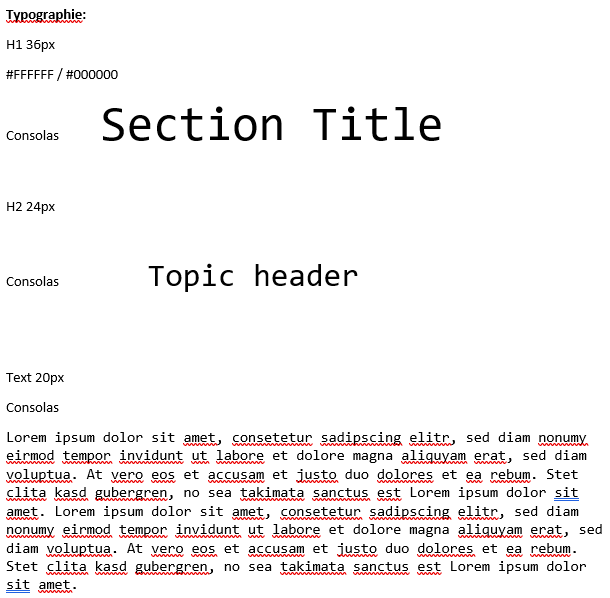 Typographie:
H1 36px
#FFFFFF / #000000
Consolas Section Title
H2 24px
Consolas Topic header
Text 20px
Consolas
Lorem ipsum dolor sit amet, consetetur sadipscing elitr, sed diam nonumy
eirmod tempor invidunt ut labore et dolore magna aliquyam erat, sed diam
voluptua. At vero eos et accusam et justo duo dolores et ea rebum. Stet
clita kasd gubergren, no sea takimata sanctus est Lorem ipsum dolor sit
amet. Lorem ipsum dolor sit amet, consetetur sadipscing elitr, sed diam
nonumy eirmod tempor invidunt ut labore et dolore magna aliquyam erat, sed
diam voluptua. At vero eos et accusam et justo duo dolores et ea rebum.
Stet clita kasd gubergren, no sea takimata sanctus est Lorem ipsum dolor
sit amet.